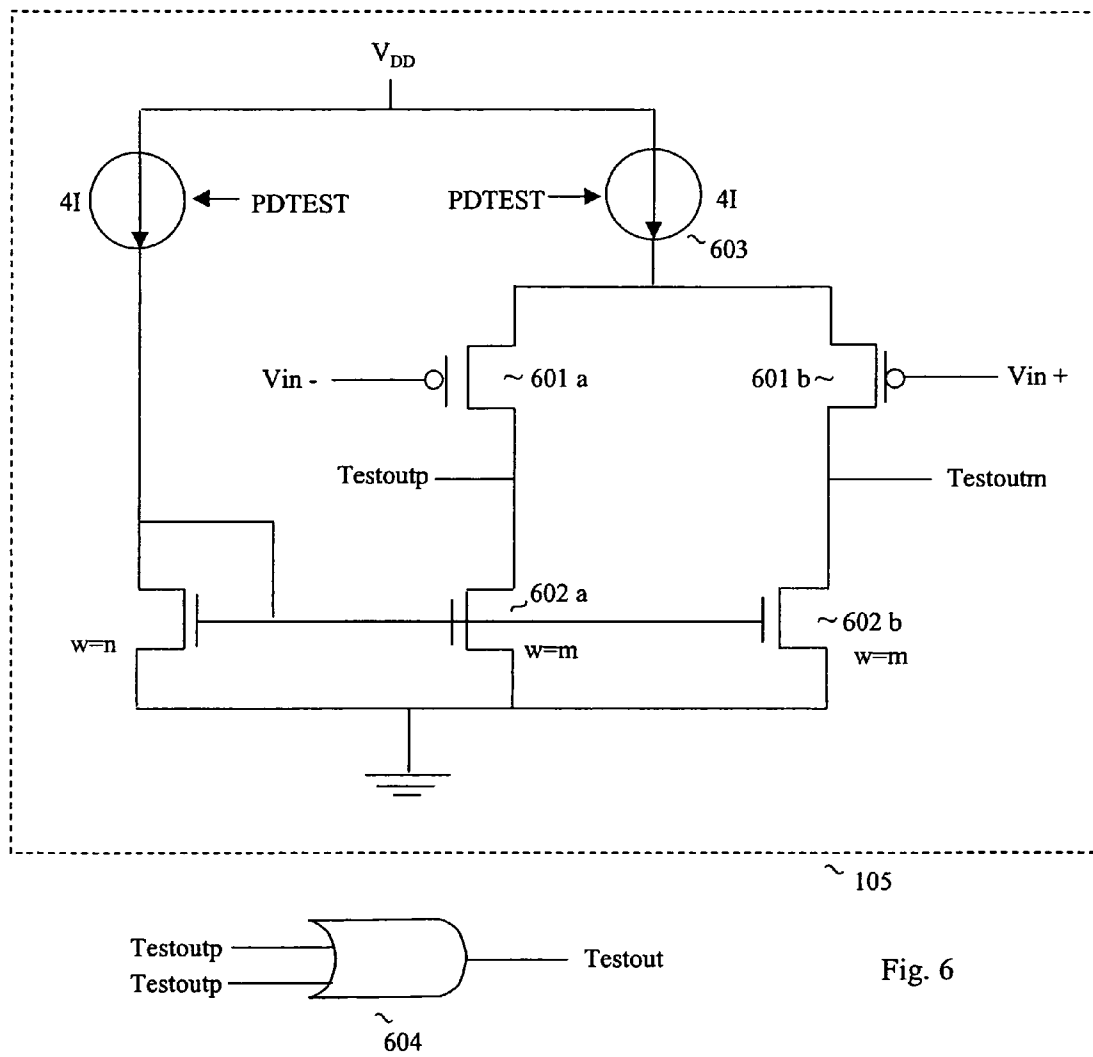 VDD
4I
PDTEST
PDTEST
4I
603
Vin -
601 a
601 b
Vin +
Testoutp
Testoutm
602 a
w=n
w=m
602 b
w=m
105
Testoutp
Testoutp
Testout
604
Fig. 6